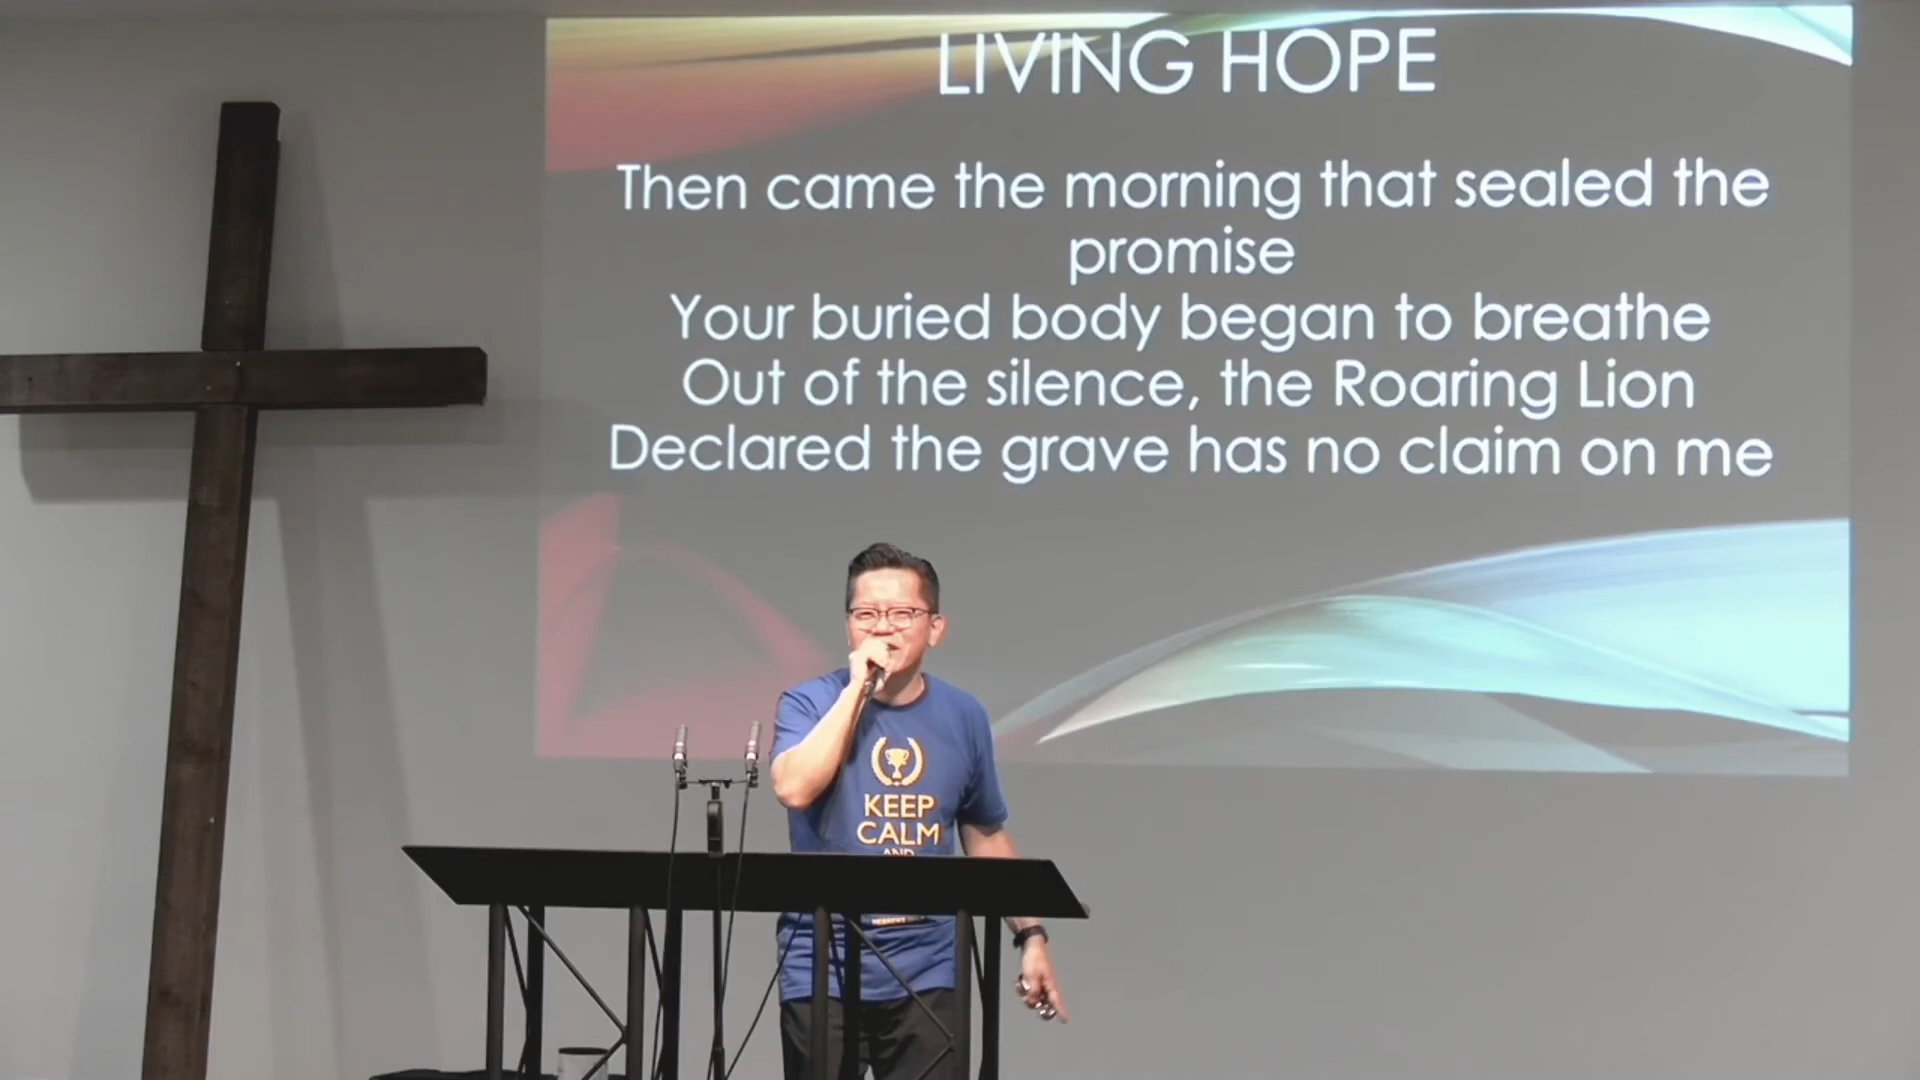 LIVING HOPE
Then came the morning that sealed the
promise
Your buried body began to breathe
Out of the silence, the Roaring Lion
Declared the grave has no claim on me
KEEP
CALM
AND